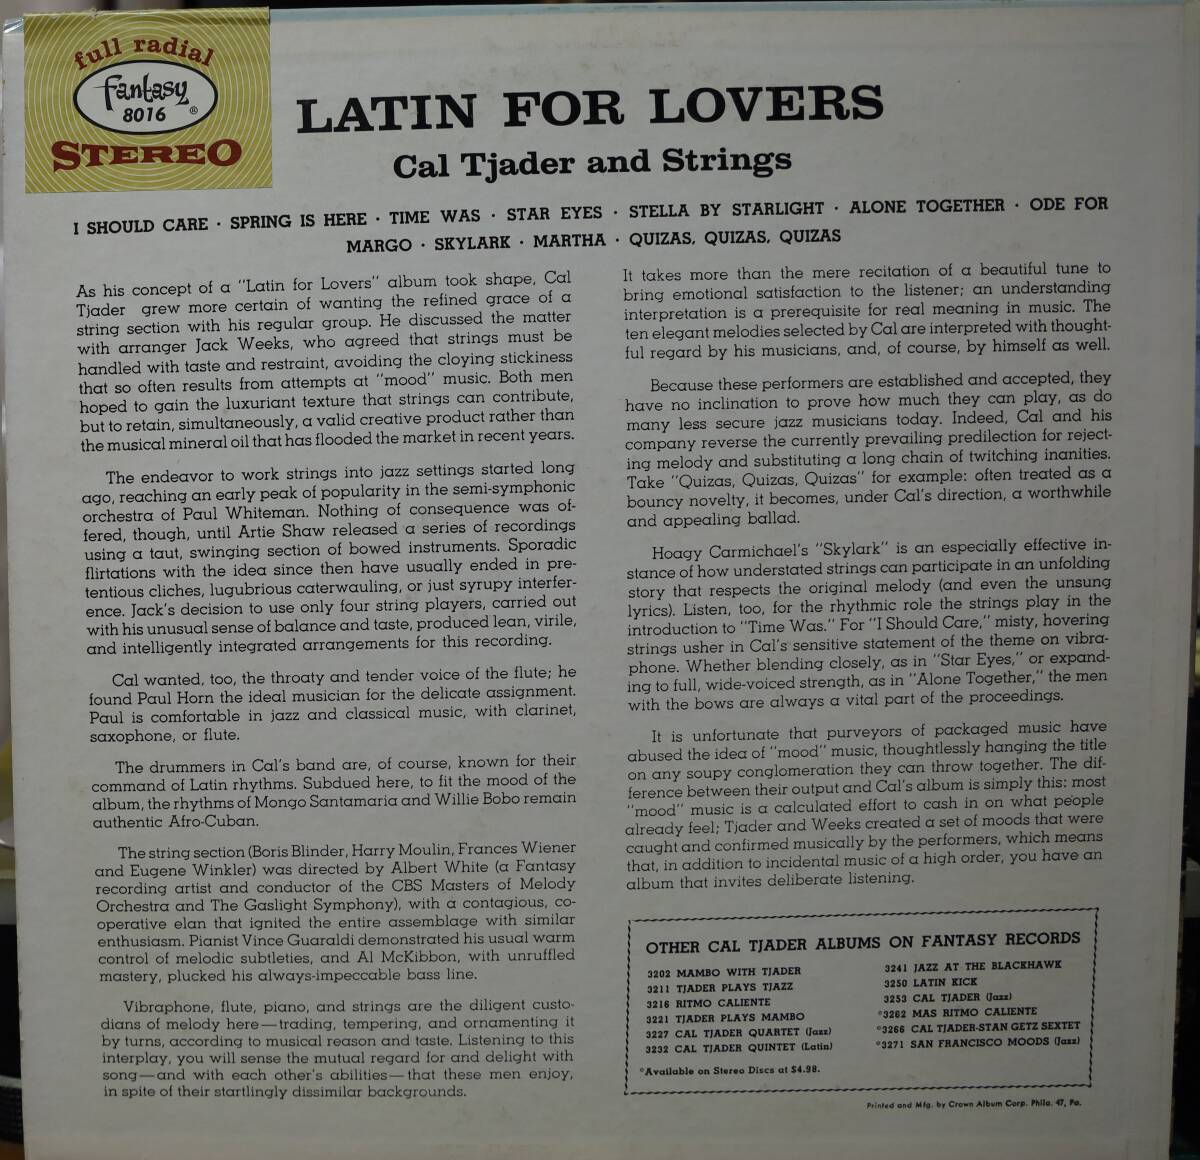 full radial
fantasy ®
8016
STEREO
LATIN FOR LOVERS
Cal Tjader and Strings
I SHOULD CARE · SPRING IS HERE · TIME WAS · STAR EYES · STELLA BY STARLIGHT · ALONE TOGETHER · ODE FOR
MARGO · SKYLARK · MARTHA · QUIZAS, QUIZAS, QUIZAS
As his concept of a "Latin for Lovers" album took shape, Cal
Tjader grew more certain of wanting the refined grace of a
string section with his regular group. He discussed the matter
with arranger Jack Weeks, who agreed that strings must be
handled with taste and restraint, avoiding the cloying stickiness
that so often results from attempts at "mood" music. Both men
hoped to gain the luxuriant texture that strings can contribute,
but to retain, simultaneously, a valid creative product rather than
the musical mineral oil that has flooded the market in recent years.
The endeavor to work strings into jazz settings started long
ago, reaching an early peak of popularity in the semi-symphonic
orchestra of Paul Whiteman. Nothing of consequence was of-
fered, though, until Artie Shaw released a series of recordings
using a taut, swinging section of bowed instruments. Sporadic
flirtations with the idea since then have usually ended in pre-
tentious cliches, lugubrious caterwauling, or just syrupy interfer-
ence. Jack's decision to use only four string players, carried out
with his unusual sense of balance and taste, produced lean, virile,
and intelligently integrated arrangements for this recording.
Cal wanted, too, the throaty and tender voice of the flute; he
found Paul Horn the ideal musician for the delicate assignment.
Paul is comfortable in jazz and classical music, with clarinet,
saxophone, or flute.
The drummers in Cal's band are, of course, known for their
command of Latin rhythms. Subdued here, to fit the mood of the
album, the rhythms of Mongo Santamaria and Willie Bobo remain
authentic Afro-Cuban.
The string section (Boris Blinder, Harry Moulin, Frances Wiener
and Eugene Winkler) was directed by Albert White (a Fantasy
recording artist and conductor of the CBS Masters of Melody
Orchestra and The Gaslight Symphony), with a contagious, co-
operative elan that ignited the entire assemblage with similar
enthusiasm. Pianist Vince Guaraldi demonstrated his usual warm
control of melodic subtleties, and Al McKibbon, with unruffled
mastery, plucked his always-impeccable bass line.
Vibraphone, flute, piano, and strings are the diligent custo-
dians of melody here—trading, tempering, and ornamenting it
by turns, according to musical reason and taste. Listening to this
interplay, you will sense the mutual regard for and delight with
song—and with each other's abilities—that these men enjoy,
in spite of their startlingly dissimilar backgrounds.
It takes more than the mere recitation of a beautiful tune to
bring emotional satisfaction to the listener; an understanding
interpretation is a prerequisite for real meaning in music. The
ten elegant melodies selected by Cal are interpreted with thought-
ful regard by his musicians, and, of course, by himself as well.
Because these performers are established and accepted, they
have no inclination to prove how much they can play, as do
many less secure jazz musicians today. Indeed, Cal and his
company reverse the currently prevailing predilection for reject-
ing melody and substituting a long chain of twitching inanities.
Take "Quizas, Quizas, Quizas" for example: often treated as a
bouncy novelty, it becomes, under Cal's direction, a worthwhile
and appealing ballad.
Hoagy Carmichael's "Skylark" is an especially effective in-
stance of how understated strings can participate in an unfolding
story that respects the original melody (and even the unsung
lyrics). Listen, too, for the rhythmic role the strings play in the
introduction to "Time Was." For "I Should Care," misty, hovering
strings usher in Cal's sensitive statement of the theme on vibra-
phone. Whether blending closely, as in "Star Eyes," or expand-
ing to full, wide-voiced strength, as in "Alone Together," the men
with the bows are always a vital part of the proceedings.
It is unfortunate that purveyors of packaged music have
abused the idea of "mood" music, thoughtlessly hanging the title
on any soupy conglomeration they can throw together. The dif-
ference between their output and Cal's album is simply this: most
"mood" music is a calculated effort to cash in on what people
already feel; Tjader and Weeks created a set of moods that were
caught and confirmed musically by the performers, which means
that, in addition to incidental music of a high order, you have an
album that invites deliberate listening.
OTHER CAL TJADER ALBUMS ON FANTASY RECORDS
3202 MAMBO WITH TJADER
3211 TJADER PLAYS TJAZZ
3216 RITMO CALIENTE
3221 TJADER PLAYS MAMBO
3227 CAL TJADER QUARTET (Jazz)
3232 CAL TJADER QUINTET (Latin)
3241 JAZZ AT THE BLACKHAWK
3250 LATIN KICK
3253 CAL TJADER (Jazz)
*3262 MAS RITMO CALIENTE
*3266 CAL TJADER-STAN GETZ SEXTET
*3271 SAN FRANCISCO MOODS (Jazz)
*Available on Stereo Discs at $4.98.
Printed and Mfg. by Crown Album Corp. Phila. 47, Pa.